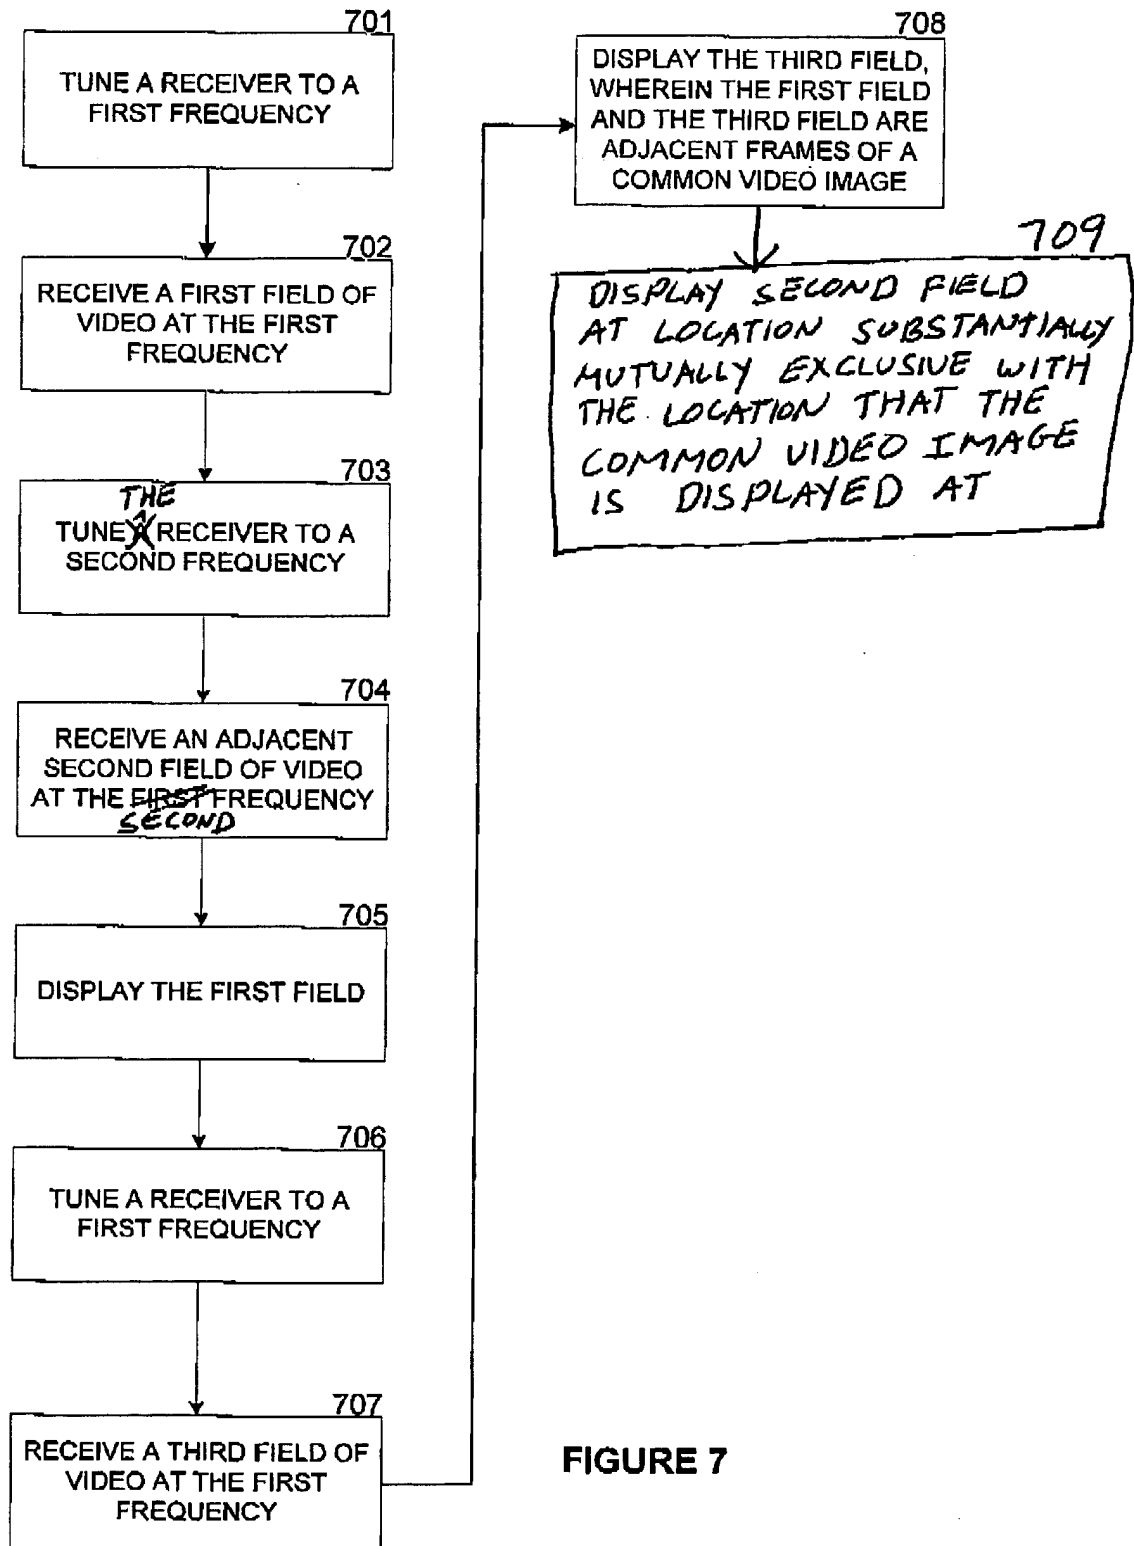 701
TUNE A RECEIVER TO A
FIRST FREQUENCY
702
RECEIVE A FIRST FIELD OF
VIDEO AT THE FIRST
FREQUENCY
703
THE
TUNE A RECEIVER TO A
SECOND FREQUENCY
704
RECEIVE AN ADJACENT
SECOND FIELD OF VIDEO
AT THE FIRST FREQUENCY
SECOND
705
DISPLAY THE FIRST FIELD
706
TUNE A RECEIVER TO A
FIRST FREQUENCY
707
RECEIVE A THIRD FIELD OF
VIDEO AT THE FIRST
FREQUENCY
708
DISPLAY THE THIRD FIELD,
WHEREIN THE FIRST FIELD
AND THE THIRD FIELD ARE
ADJACENT FRAMES OF A
COMMON VIDEO IMAGE
709
DISPLAY SECOND FIELD
AT LOCATION SUBSTANTIALLY
MUTUALLY EXCLUSIVE WITH
THE LOCATION THAT THE
COMMON VIDEO IMAGE
IS DISPLAYED AT
FIGURE 7